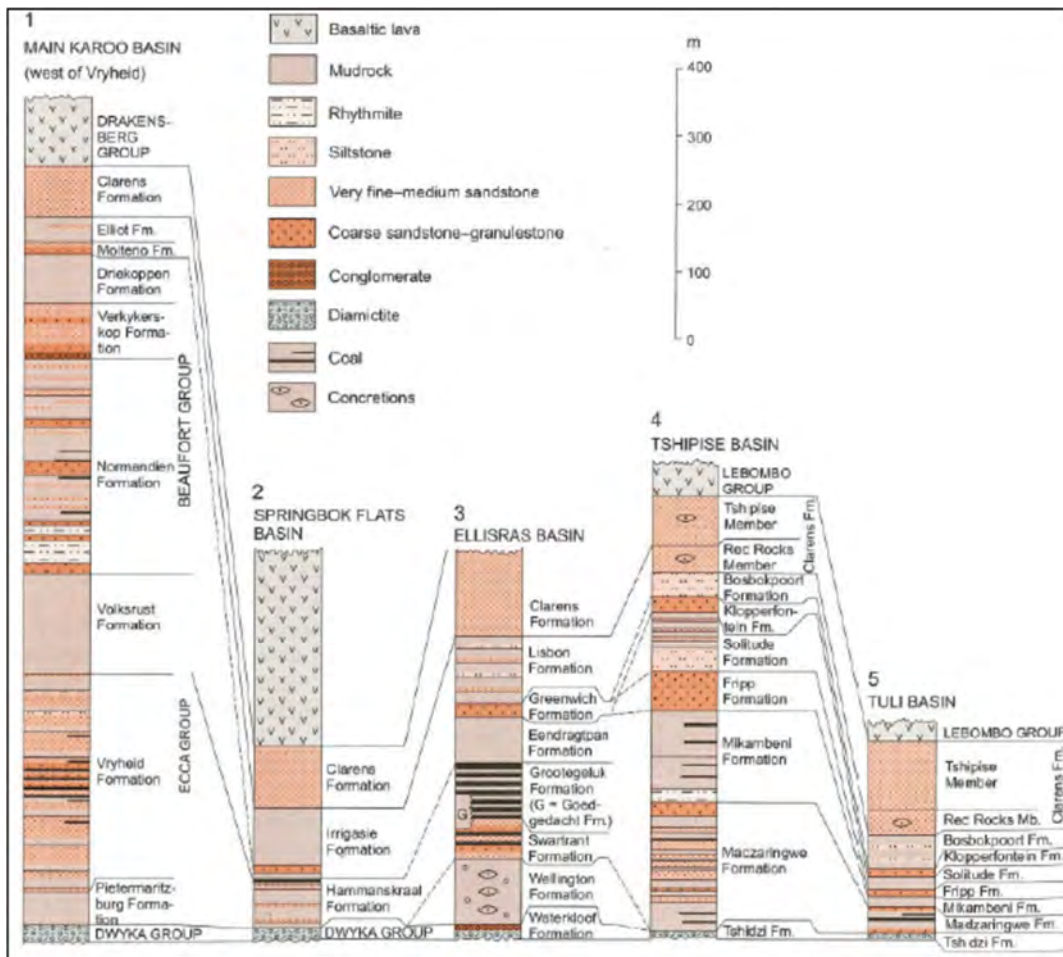 1
MAIN KAROO BASIN
(west of Vryheid)
DRAKENS-
BERG
GROUP
Clarens
Formation
Elliot Fm.
Molteno Fm.
Driekoppen
Formation
Verkykers-
kop Forma-
tion
Normandien
Formation
Volksrust
Formation
Vryheid
Formation
Pietermaritz-
burg Forma-
tion
DWYKA GROUP
BEAUFORT GROUP
ECCA GROUP
Basaltic lava
Mudrock
Rhythmite
Siltstone
Very fine–medium sandstone
Coarse sandstone–granulestone
Conglomerate
Diamictite
Coal
Concretions
m
400
300
200
100
0
2
SPRINGBOK FLATS
BASIN
Clarens
Formation
Irrigasie
Formation
Hammanskraal
Formation
DWYKA GROUP
3
ELLISRAS BASIN
Clarens
Formation
Lisbon
Formation
Greenwich
Formation
Eendragtpan
Formation
Grootegeluk
Formation
(G = Goed-
gedacht Fm.)
G
Swartrant
Formation
Wellington
Formation
Waterkloof
Formation
4
TSHIPISE BASIN
LEBOMBO
GROUP
Tshipise
Member
Rec Rocks
Member
Clarens Fm.
Bosbokpoort
Formation
Klopperfon-
tein Fm.
Solitude
Formation
Fripp
Formation
Mikambeni
Formation
Madzaringwe
Formation
Tshidzi Fm.
5
TULI BASIN
LEBOMBO GROUP
Tshipise
Member
Rec Rocks Mb.
Clarens Fm.
Bosbokpoort Fm.
Klopperfontein Fm.
Solitude Fm.
Fripp Fm.
Mikambeni Fm.
Madzaringwe Fm.
Tshidzi Fm.